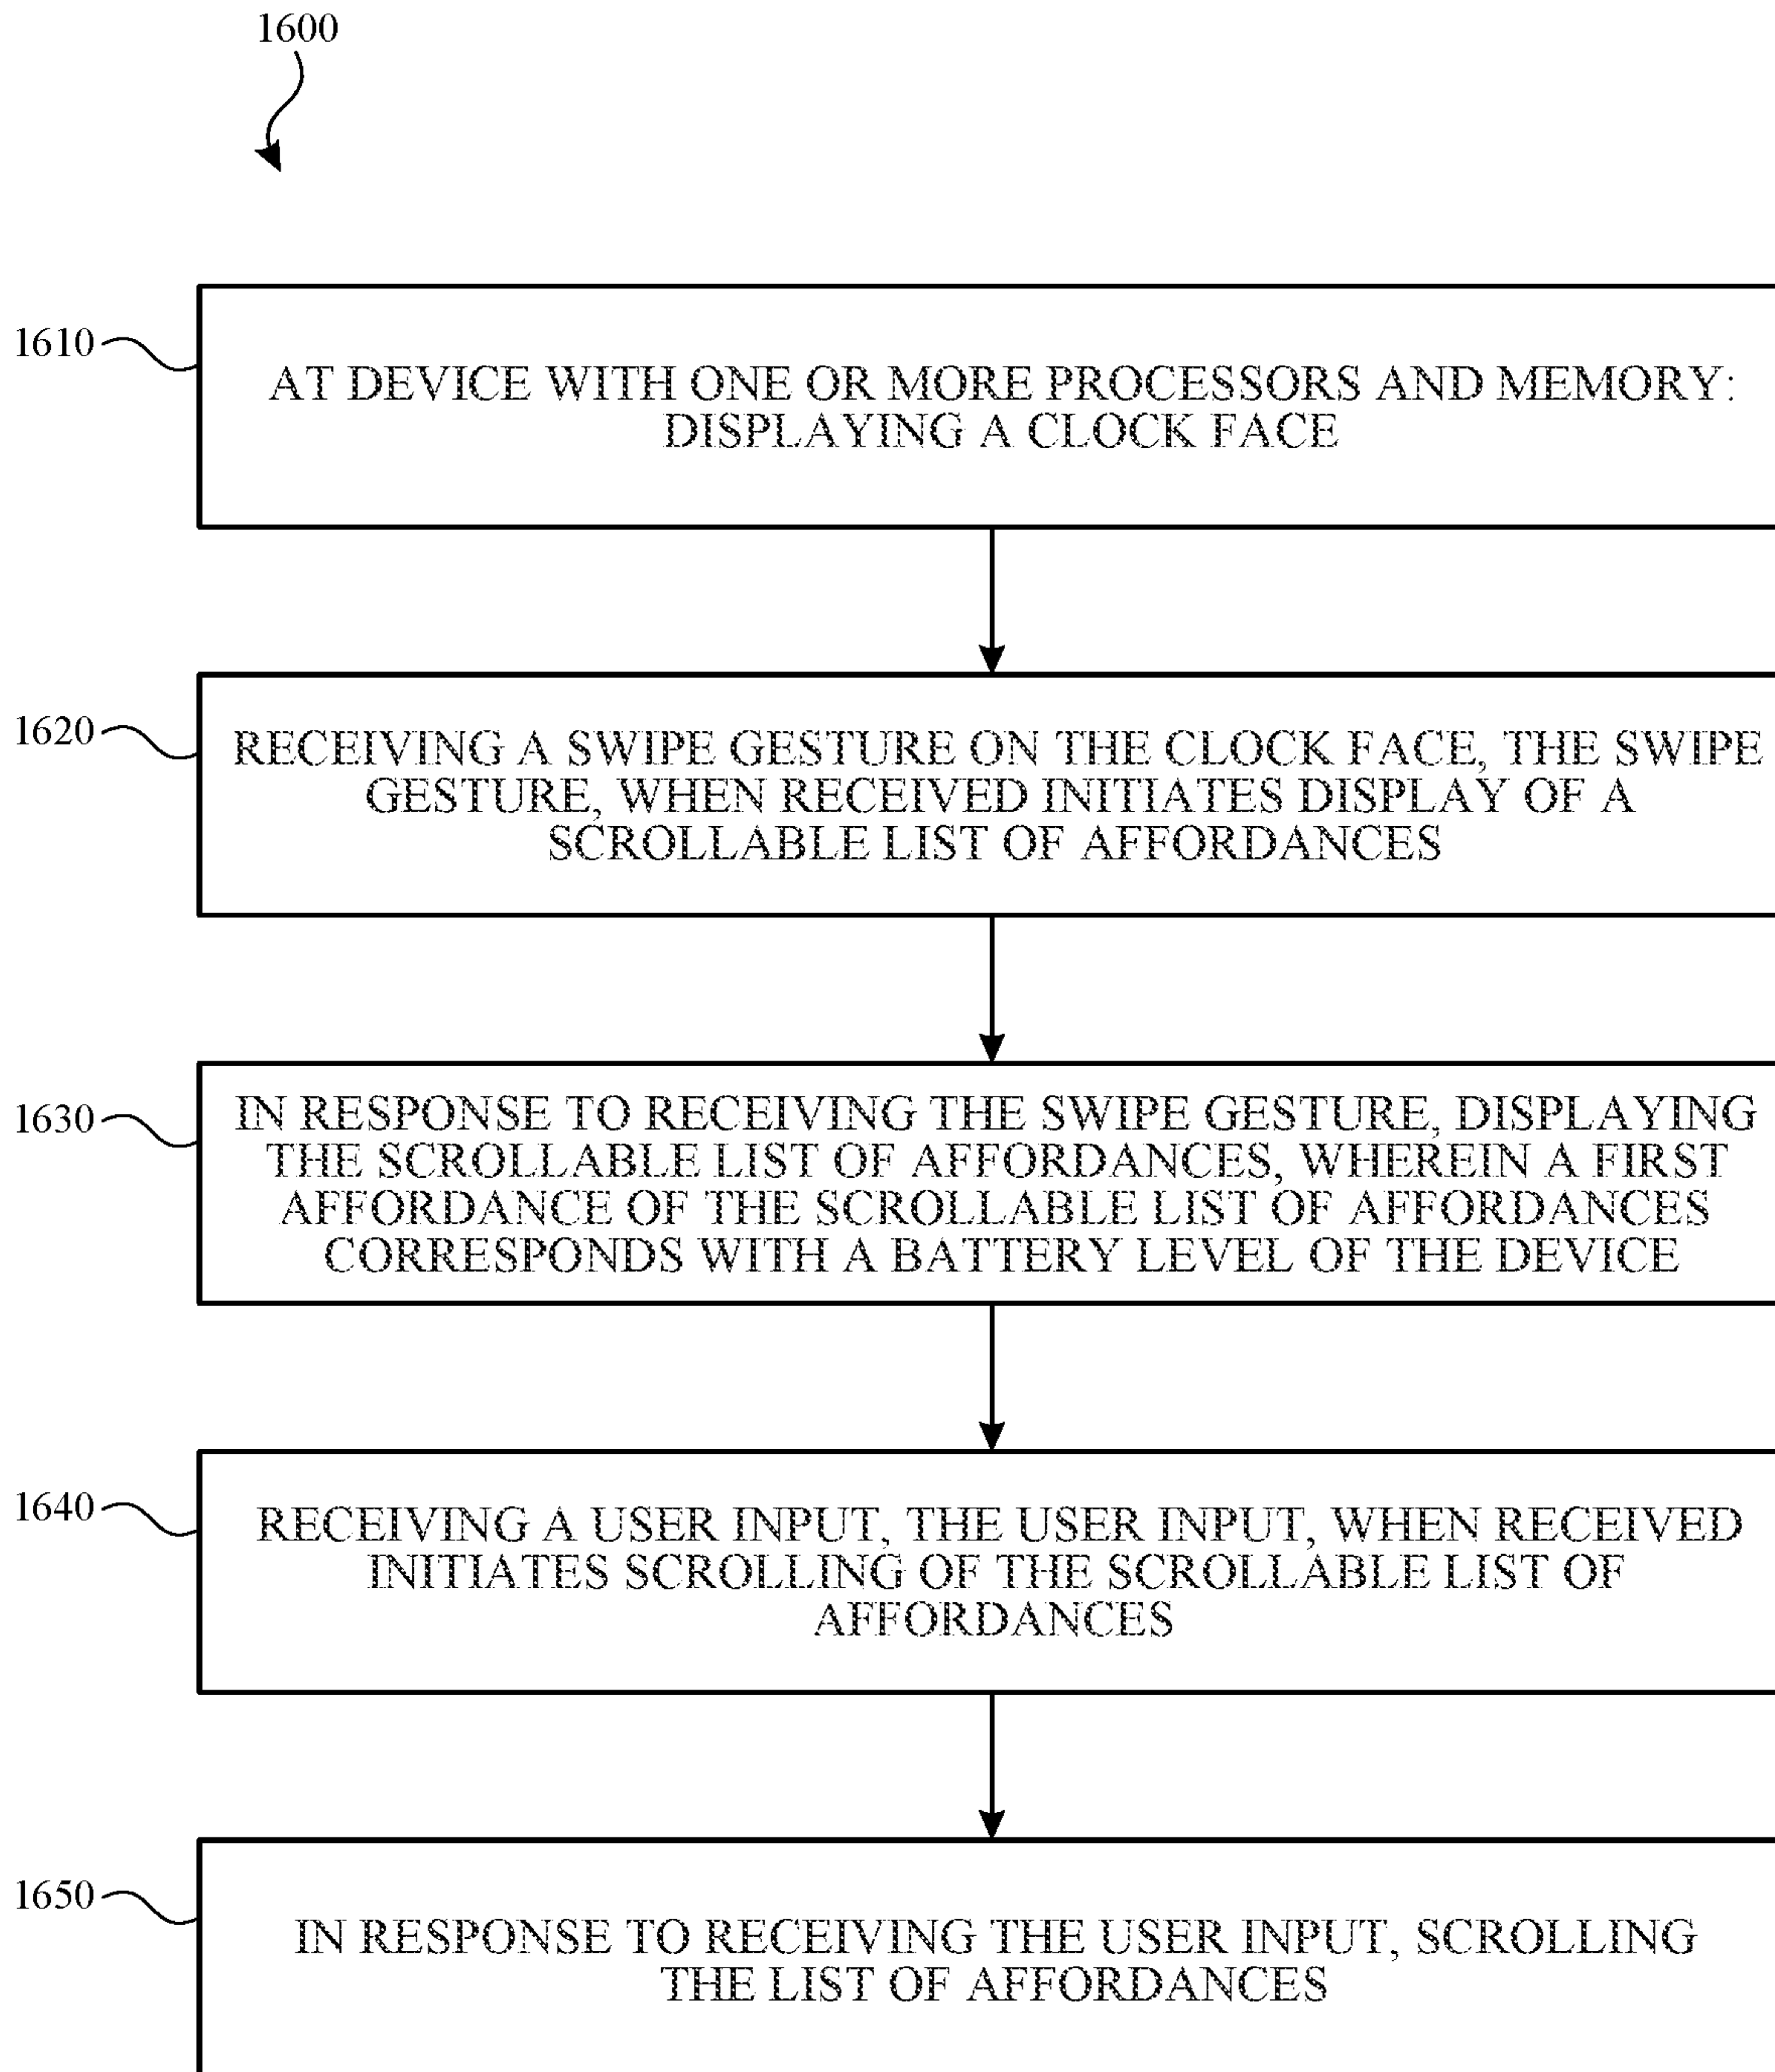 1600
1610
AT DEVICE WITH ONE OR MORE PROCESSORS AND MEMORY:
DISPLAYING A CLOCK FACE
1620
RECEIVING A SWIPE GESTURE ON THE CLOCK FACE, THE SWIPE
GESTURE, WHEN RECEIVED INITIATES DISPLAY OF A
SCROLLABLE LIST OF AFFORDANCES
1630
IN RESPONSE TO RECEIVING THE SWIPE GESTURE, DISPLAYING
THE SCROLLABLE LIST OF AFFORDANCES, WHEREIN A FIRST
AFFORDANCE OF THE SCROLLABLE LIST OF AFFORDANCES
CORRESPONDS WITH A BATTERY LEVEL OF THE DEVICE
1640
RECEIVING A USER INPUT, THE USER INPUT, WHEN RECEIVED
INITIATES SCROLLING OF THE SCROLLABLE LIST OF
AFFORDANCES
1650
IN RESPONSE TO RECEIVING THE USER INPUT, SCROLLING
THE LIST OF AFFORDANCES